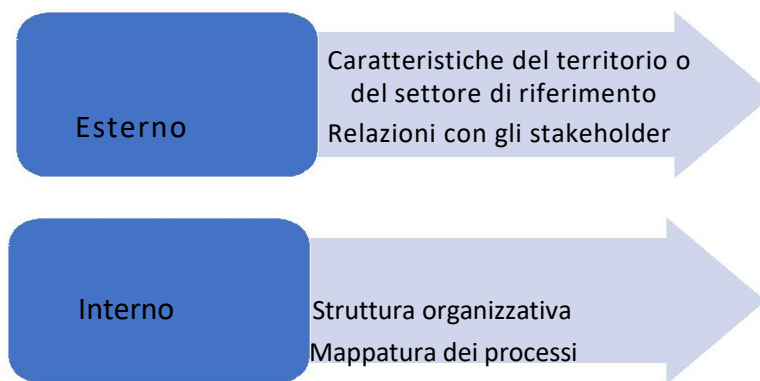 Esterno
Caratteristiche del territorio o
del settore di riferimento
Relazioni con gli stakeholder
Interno
Struttura organizzativa
Mappatura dei processi